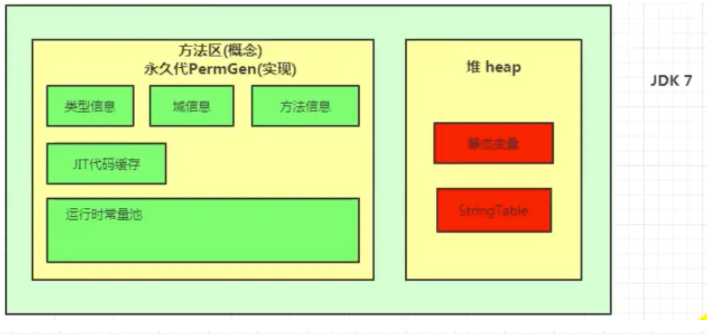 方法区(概念)
永久代PermGen(实现)
类型信息
域信息
方法信息
JIT代码缓存
运行时常量池
堆 heap
静态变量
StringTable
JDK 7